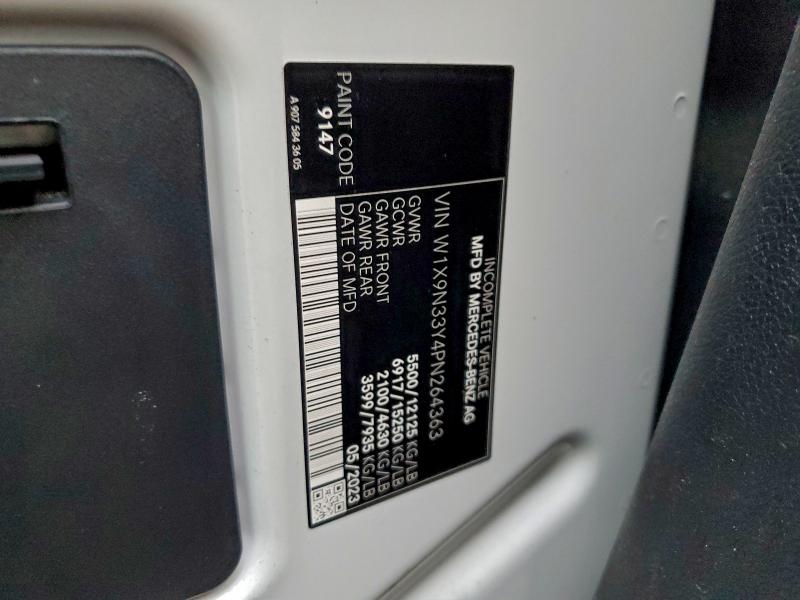 INCOMPLETE VEHICLE
MFD BY MERCEDES-BENZ AG
VIN W1X9N33Y4PN264363
GVWR 5500/12125 KG/LB
GCWR 6917/15250 KG/LB
GAWR FRONT 2100/4630 KG/LB
GAWR REAR 3599/7935 KG/LB
DATE OF MFD 05/2023
PAINT CODE
9147
A 907 584 36 05